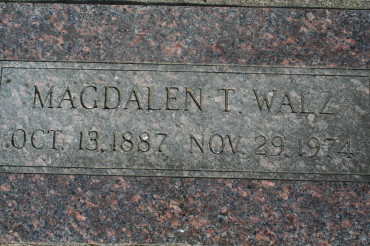 MAGDALEN T. WALZ
OCT. 13, 1887 NOV. 29, 1974